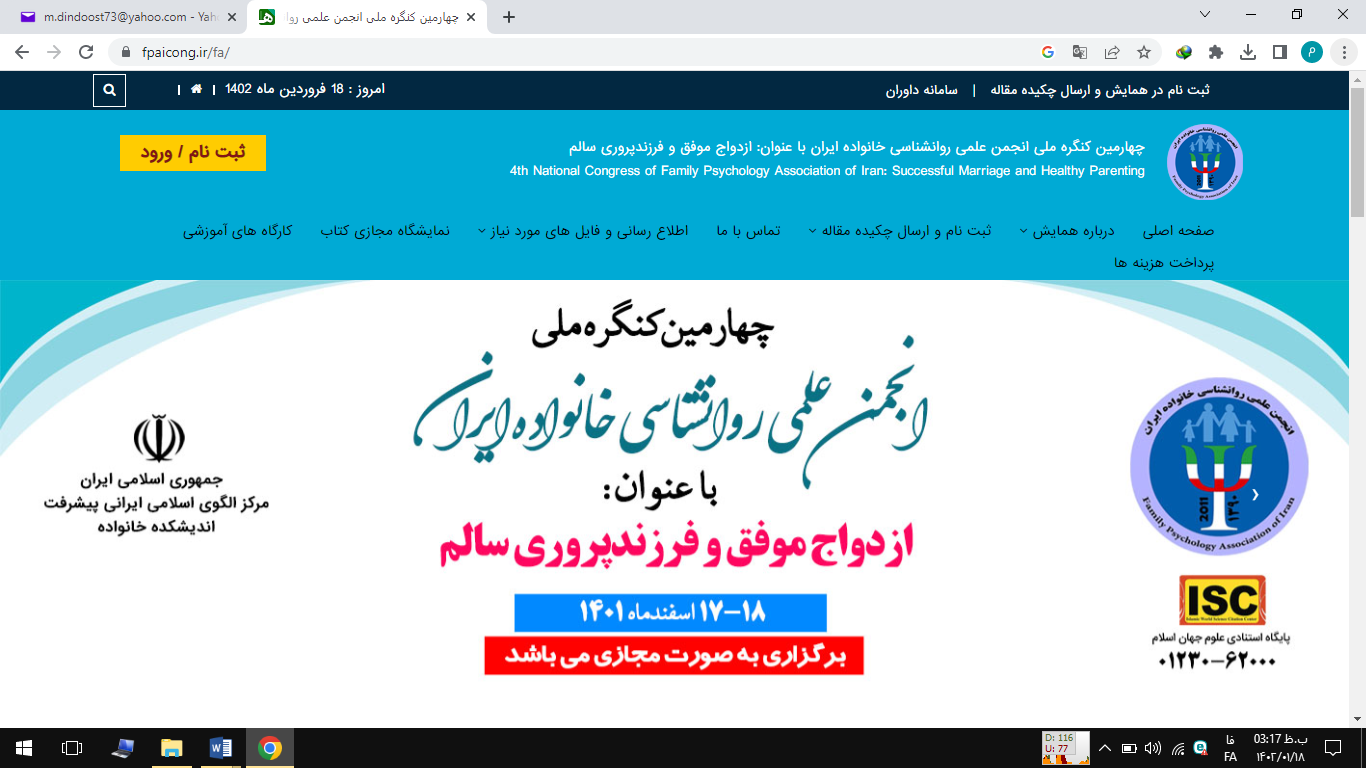 m.dindoost73@yahoo.com - Yah
چهارمین کنگره ملی انجمن علمی روا
fpaicong.ir/fa/
ثبت نام در همایش و ارسال چکیده مقاله | سامانه داوران
امروز : 18 فروردین ماه 1402
ثبت نام / ورود
چهارمین کنگره ملی انجمن علمی روانشناسی خانواده ایران با عنوان: ازدواج موفق و فرزندپروری سالم
4th National Congress of Family Psychology Association of Iran: Successful Marriage and Healthy Parenting
صفحه اصلی درباره همایش ثبت نام و ارسال چکیده مقاله تماس با ما اطلاع رسانی و فایل های مورد نیاز نمایشگاه مجازی کتاب کارگاه های آموزشی
پرداخت هزینه ها
چهارمین کنگره ملی
انجمن علمی روانشناسی خانواده ایران
با عنوان:
ازدواج موفق و فرزندپروری سالم
۱۷-۱۸ اسفندماه ۱۴۰۱
برگزاری به صورت مجازی می باشد
انجمن علمی روانشناسی خانواده ایران
2011 ۱۳۹۰
Family Psychology Association of Iran
ISC
Islamic World Science Citation Center
پایگاه استنادی علوم جهان اسلام
۰۱۲۳۰-۶۲۰۰۰
جمهوری اسلامی ایران
مرکز الگوی اسلامی ایرانی پیشرفت
اندیشکده خانواده
D: 116
U: 77
فا
FA
03:17 ب.ظ
۱۴۰۲/۰۱/۱۸